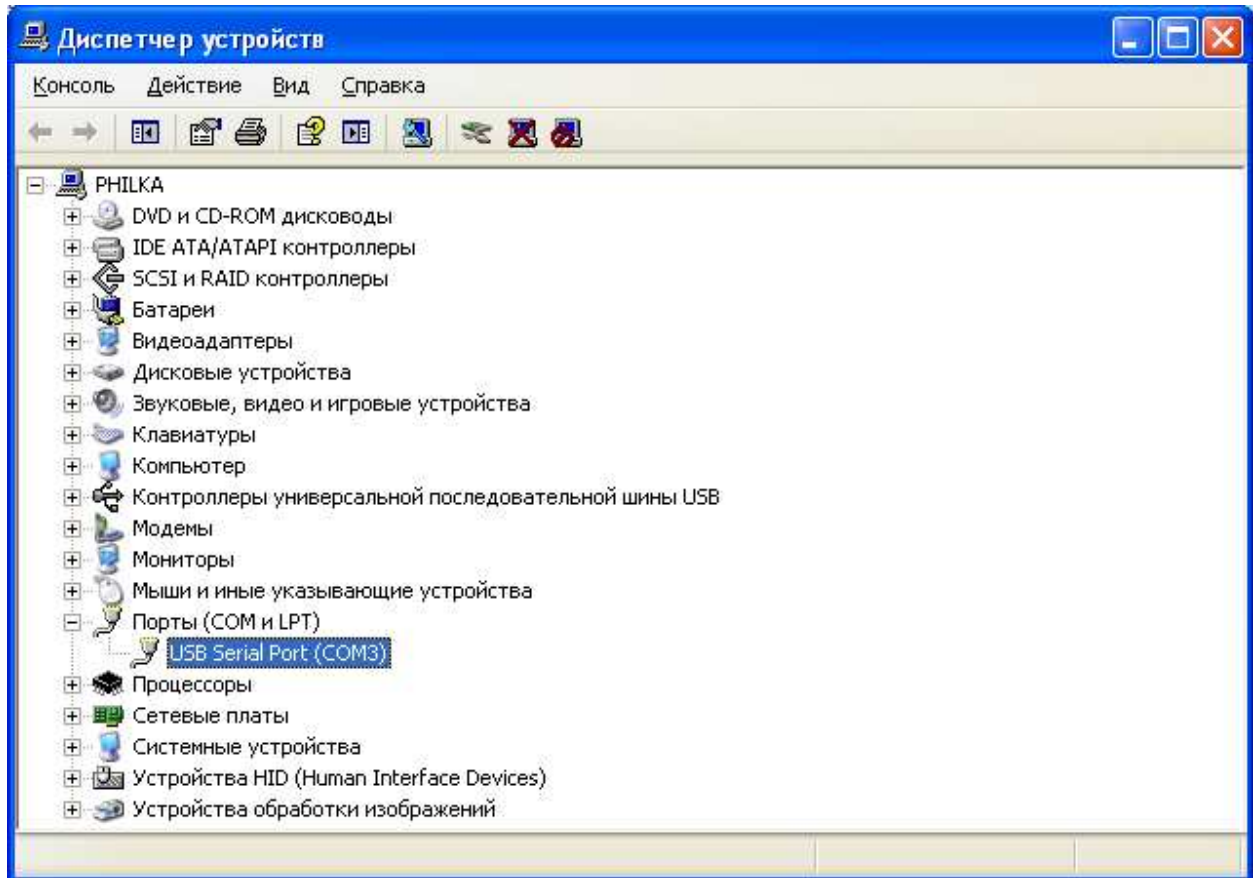 Диспетчер устройств
Консоль Действие Вид Справка
PHILKA
DVD и CD-ROM дисководы
IDE ATA/ATAPI контроллеры
SCSI и RAID контроллеры
Батареи
Видеоадаптеры
Дисковые устройства
Звуковые, видео и игровые устройства
Клавиатуры
Компьютер
Контроллеры универсальной последовательной шины USB
Модемы
Мониторы
Мыши и иные указывающие устройства
Порты (COM и LPT)
USB Serial Port (COM3)
Процессоры
Сетевые платы
Системные устройства
Устройства HID (Human Interface Devices)
Устройства обработки изображений